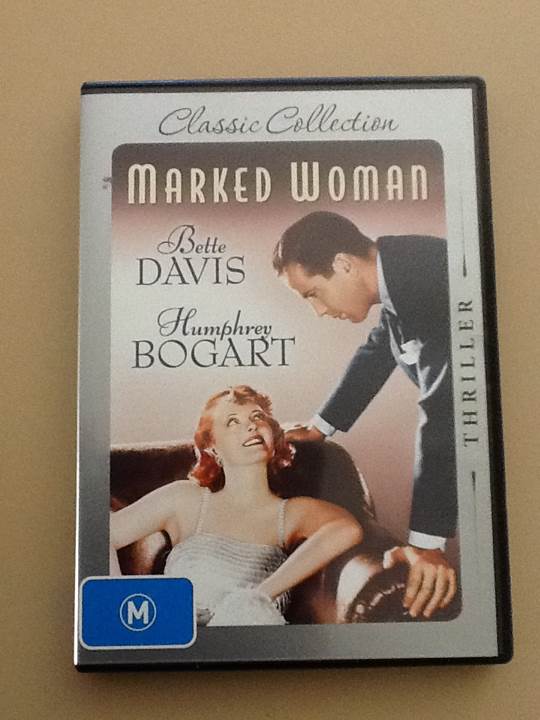 Classic Collection
MARKED WOMAN
Bette
DAVIS
Humphrey
BOGART
THRILLER
M